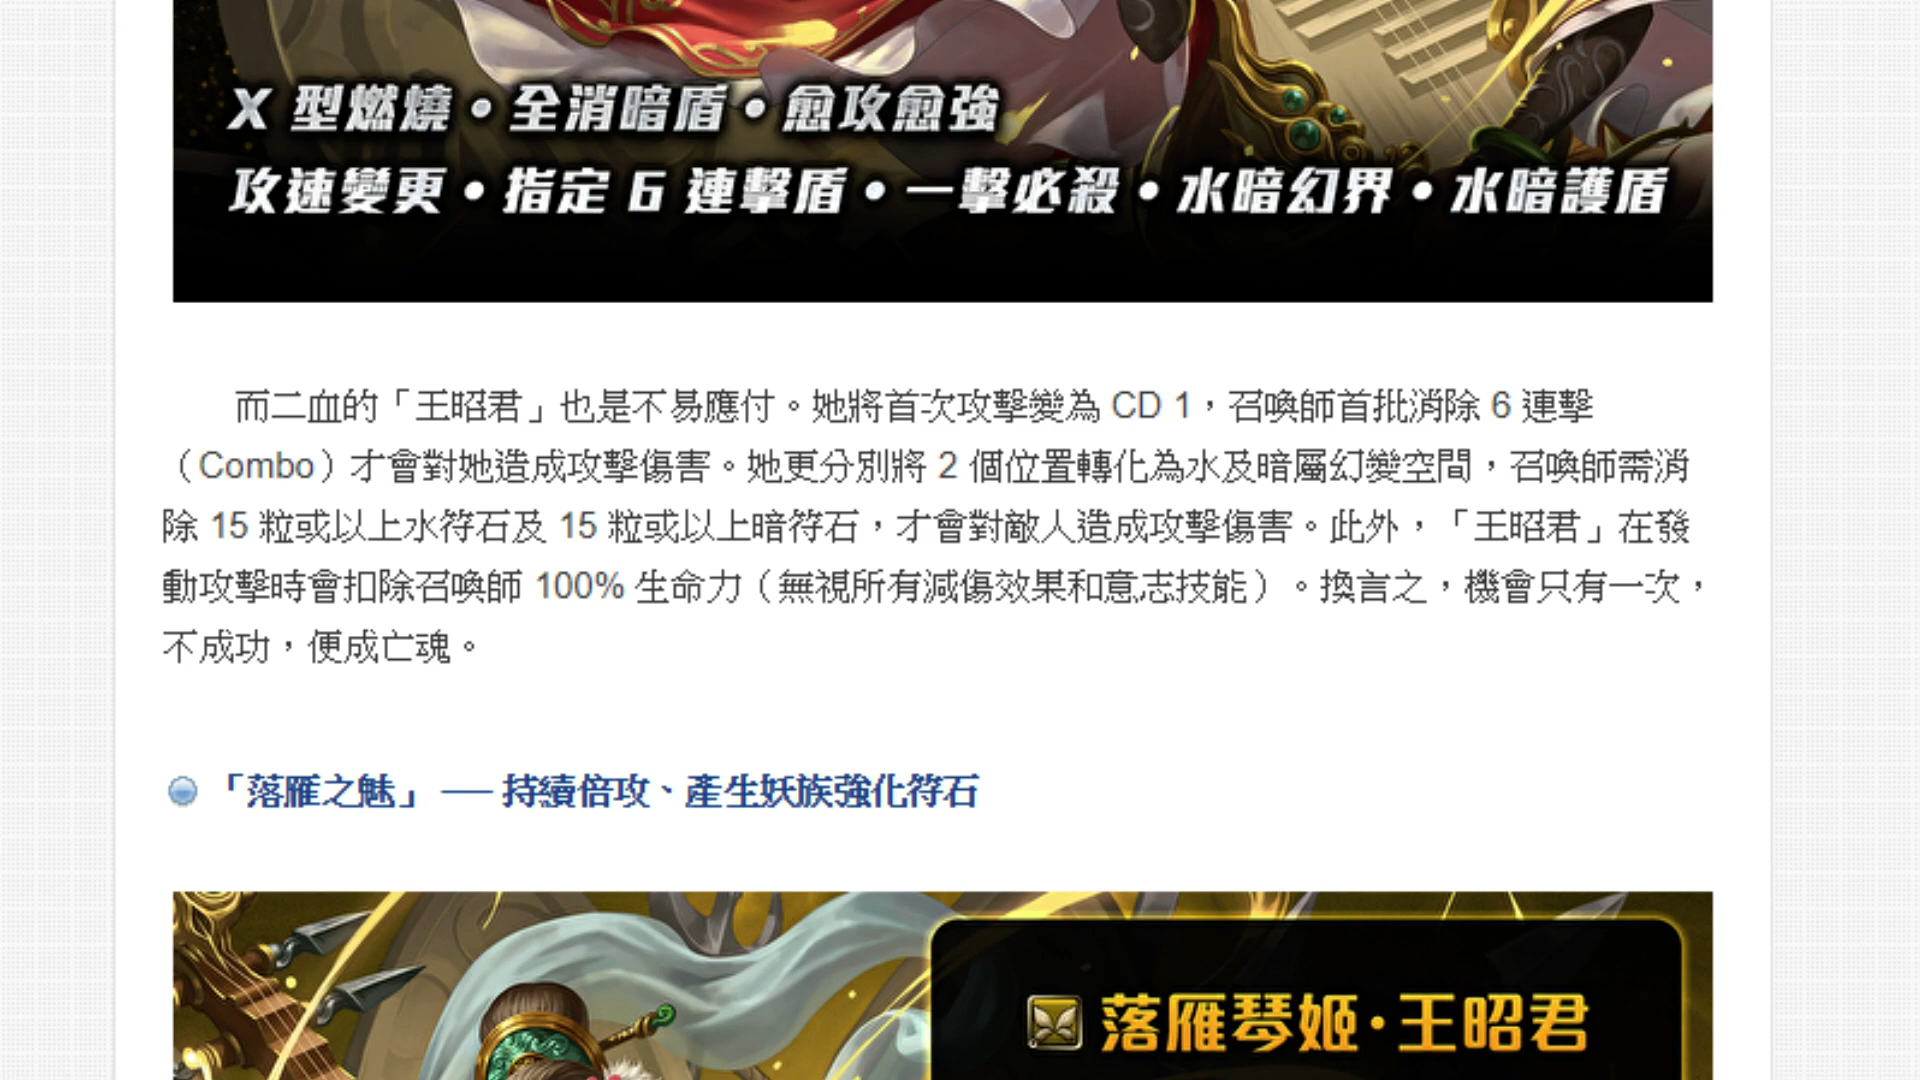 X 型燃燒・全消暗盾・愈攻愈強
攻速變更・指定 6 連擊盾・一擊必殺・水暗幻界・水暗護盾
而二血的「王昭君」也是不易應付。她將首次攻擊變為 CD 1，召喚師首批消除 6 連擊
（Combo）才會對她造成攻擊傷害。她更分別將 2 個位置轉化為水及暗屬幻變空間，召喚師需消
除 15 粒或以上水符石及 15 粒或以上暗符石，才會對敵人造成攻擊傷害。此外，「王昭君」在發
動攻擊時會扣除召喚師 100% 生命力（無視所有減傷效果和意志技能）。換言之，機會只有一次，
不成功，便成亡魂。
「落雁之魅」 ── 持續倍攻、產生妖族強化符石
落雁琴姬·王昭君